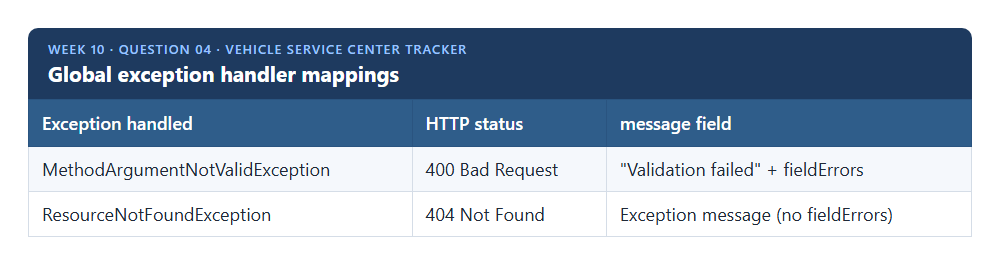 WEEK 10 · QUESTION 04 · VEHICLE SERVICE CENTER TRACKER
Global exception handler mappings
Exception handled HTTP status message field
MethodArgumentNotValidException 400 Bad Request "Validation failed" + fieldErrors
ResourceNotFoundException 404 Not Found Exception message (no fieldErrors)